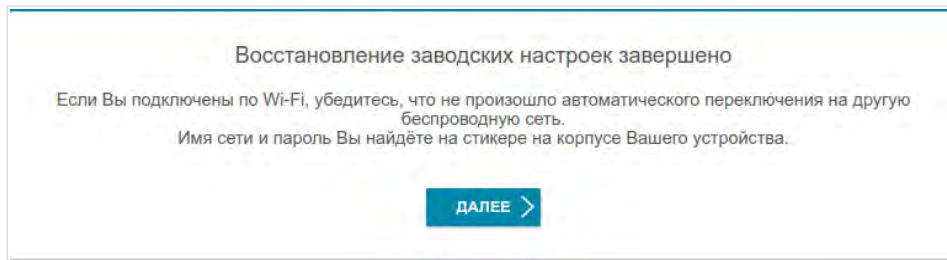 Восстановление заводских настроек завершено
Если Вы подключены по Wi-Fi, убедитесь, что не произошло автоматического переключения на другую
беспроводную сеть.
Имя сети и пароль Вы найдёте на стикере на корпусе Вашего устройства.
ДАЛЕЕ